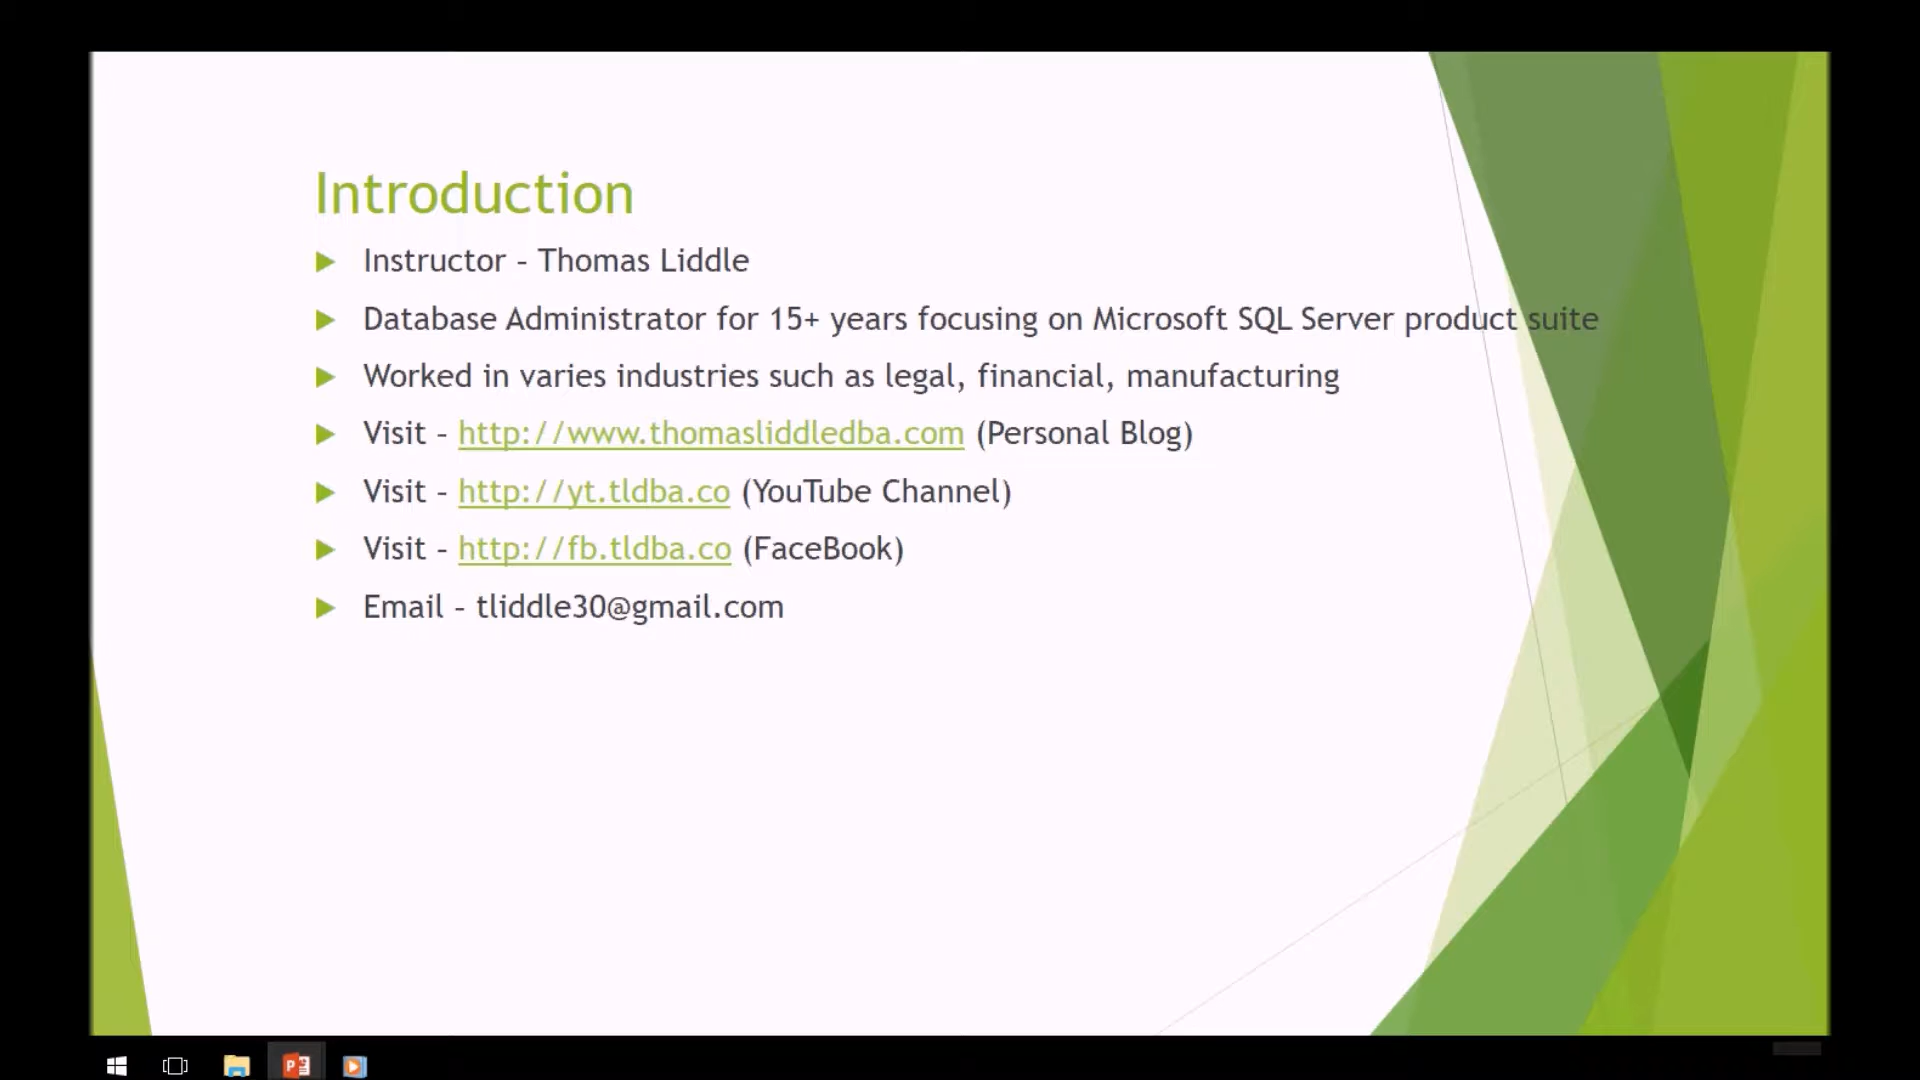 Introduction
Instructor – Thomas Liddle
Database Administrator for 15+ years focusing on Microsoft SQL Server product suite
Worked in varies industries such as legal, financial, manufacturing
Visit – http://www.thomasliddledba.com (Personal Blog)
Visit – http://yt.tldba.co (YouTube Channel)
Visit – http://fb.tldba.co (FaceBook)
Email – tliddle30@gmail.com